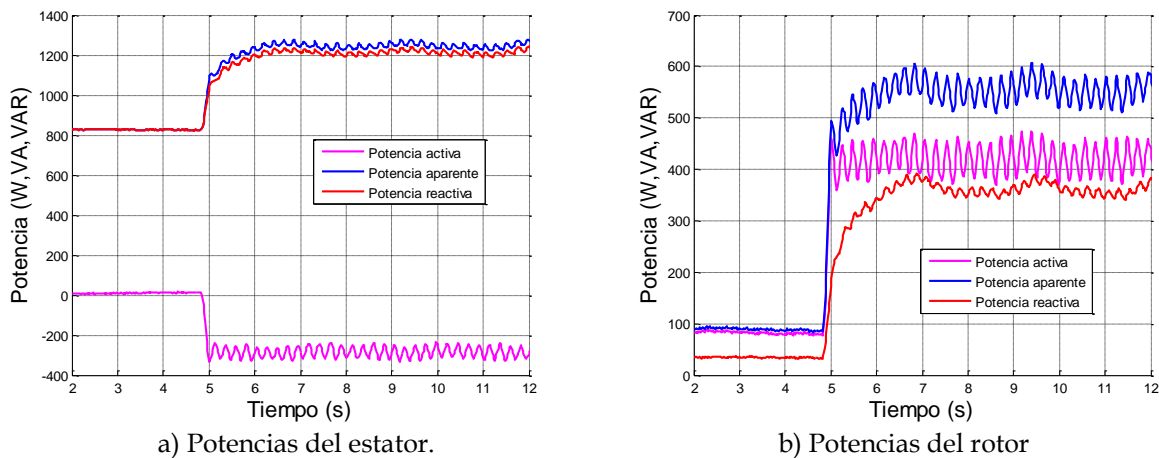 1400
1200
1000
800
600
400
200
0
-200
-400
2 3 4 5 6 7 8 9 10 11 12
Potencia (W,VA,VAR)
Tiempo (s)
Potencia activa
Potencia aparente
Potencia reactiva
a) Potencias del estator.
700
600
500
400
300
200
100
0
2 3 4 5 6 7 8 9 10 11 12
Potencia (W,VA,VAR)
Tiempo (s)
Potencia activa
Potencia aparente
Potencia reactiva
b) Potencias del rotor